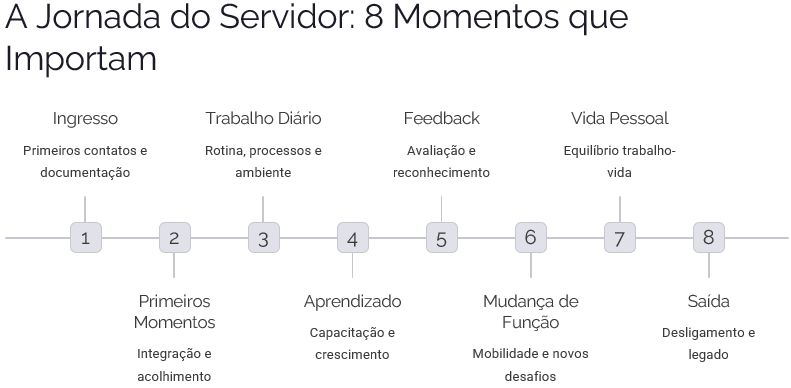 A Jornada do Servidor: 8 Momentos que
Importam
Ingresso
Primeiros contatos e
documentação
Trabalho Diário
Rotina, processos e
ambiente
Feedback
Avaliação e
reconhecimento
Vida Pessoal
Equilíbrio trabalho-
vida
1
2
3
4
5
6
7
8
Primeiros
Momentos
Integração e
acolhimento
Aprendizado
Capacitação e
crescimento
Mudança de
Função
Mobilidade e novos
desafios
Saída
Desligamento e
legado